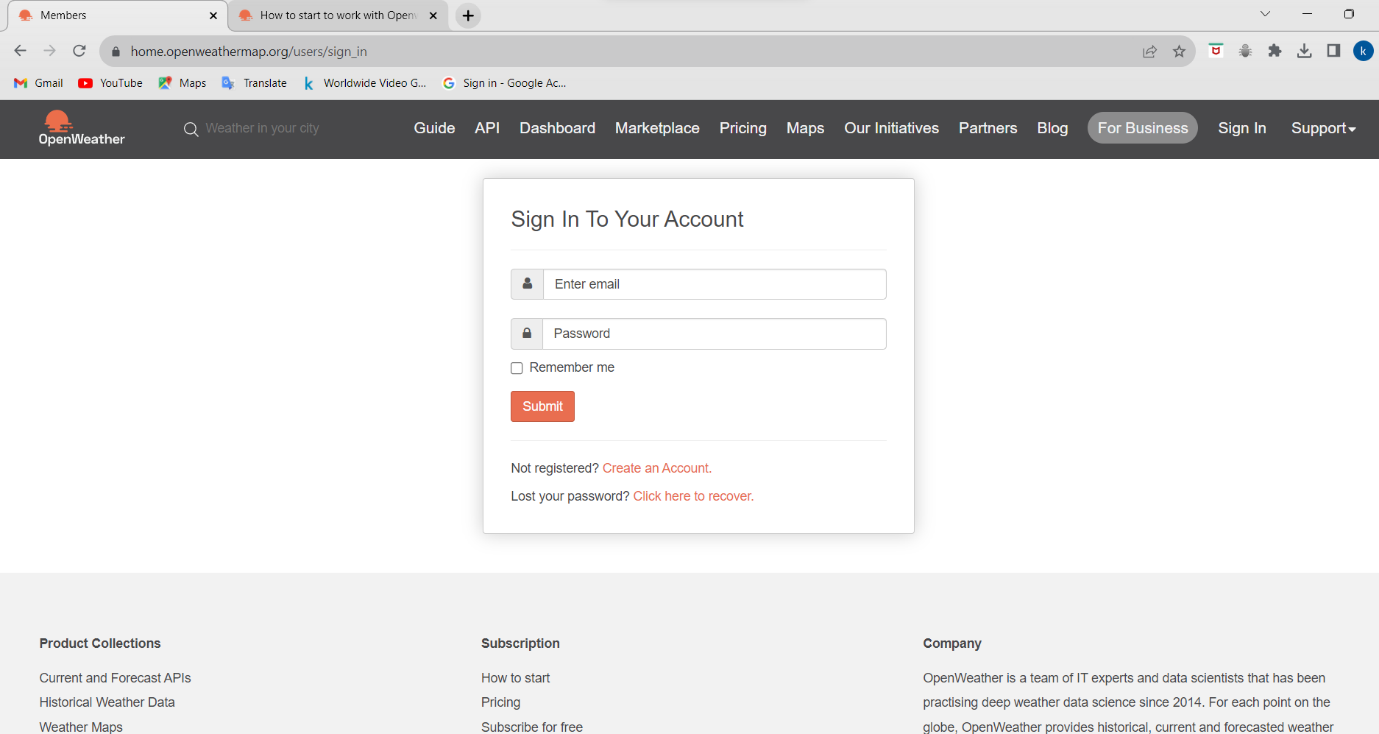 Members
How to start to work with Open
home.openweathermap.org/users/sign_in
k
Gmail YouTube Maps Translate Worldwide Video G... Sign in - Google Ac...
OpenWeather
Weather in your city
Guide API Dashboard Marketplace Pricing Maps Our Initiatives Partners Blog For Business Sign In Support
Sign In To Your Account
Enter email
Password
Remember me
Submit
Not registered? Create an Account.
Lost your password? Click here to recover.
Product Collections
Current and Forecast APIs
Historical Weather Data
Weather Maps
Subscription
How to start
Pricing
Subscribe for free
Company
OpenWeather is a team of IT experts and data scientists that has been
practising deep weather data science since 2014. For each point on the
globe, OpenWeather provides historical, current and forecasted weather